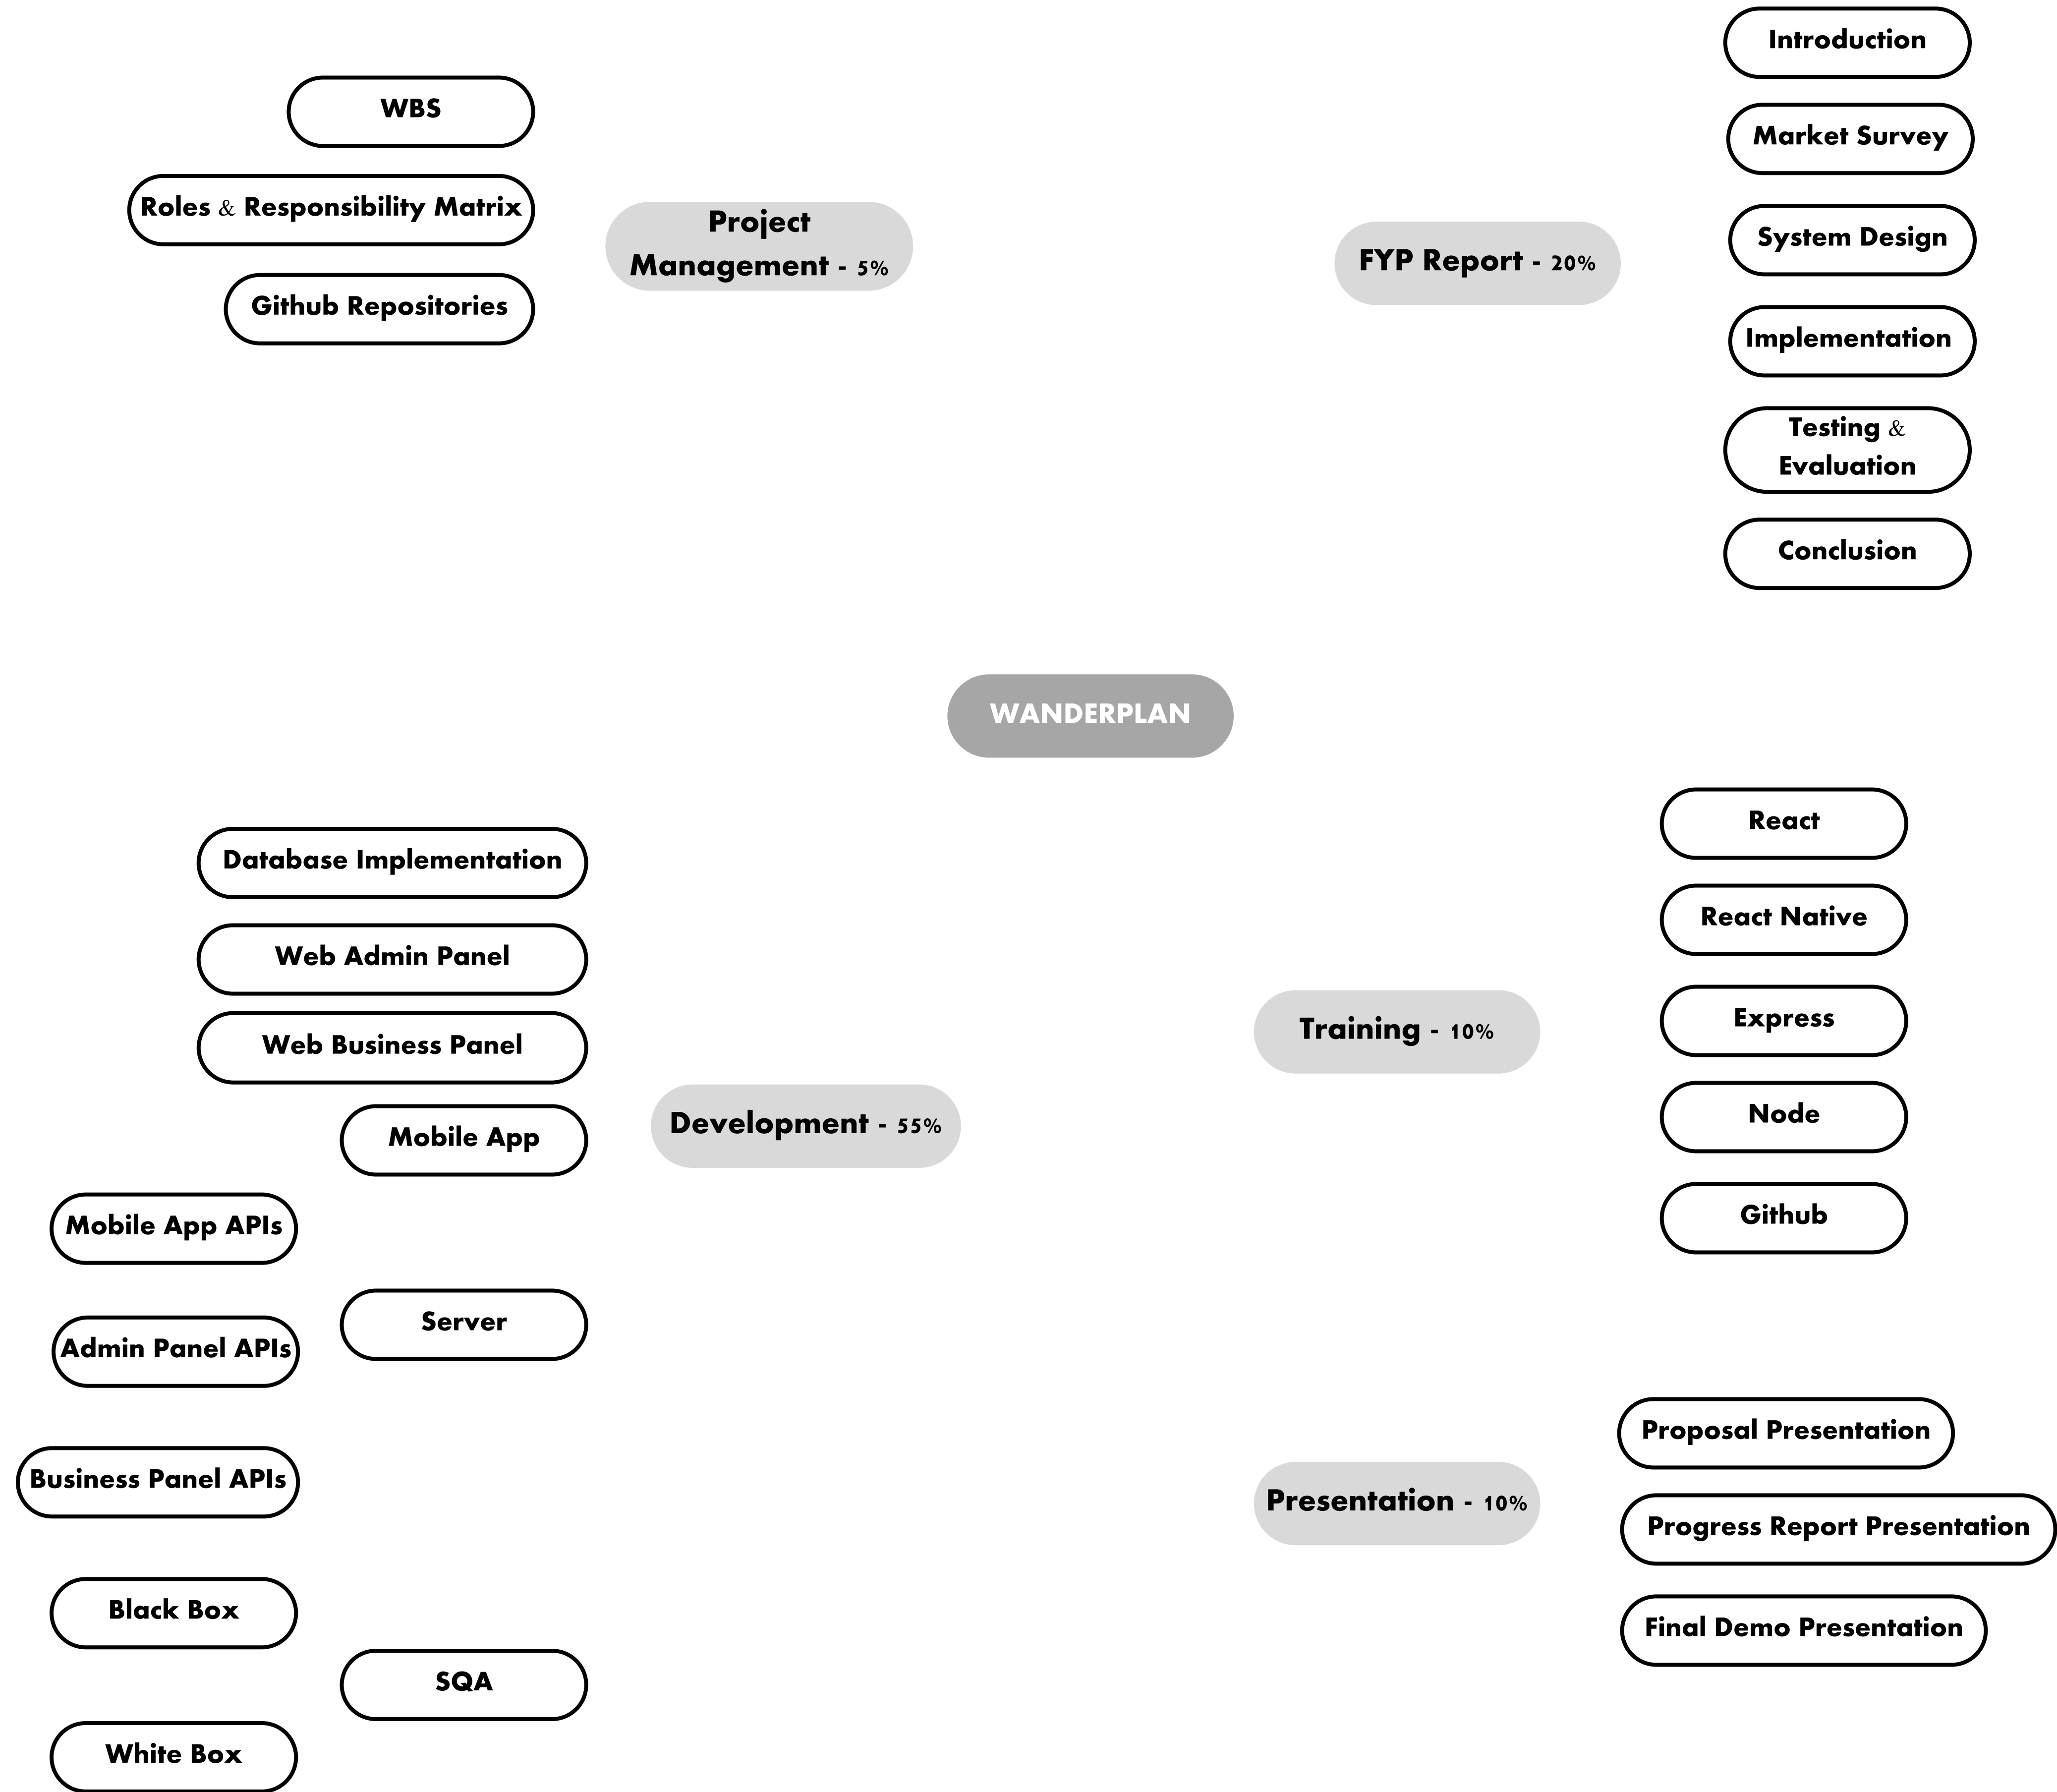 WBS
Roles & Responsibility Matrix
Github Repositories
Project
Management - 5%
FYP Report - 20%
Introduction
Market Survey
System Design
Implementation
Testing &
Evaluation
Conclusion
WANDERPLAN
Database Implementation
Web Admin Panel
Web Business Panel
Mobile App
Development - 55%
Mobile App APIs
Server
Admin Panel APIs
Business Panel APIs
Black Box
SQA
White Box
Training - 10%
React
React Native
Express
Node
Github
Presentation - 10%
Proposal Presentation
Progress Report Presentation
Final Demo Presentation